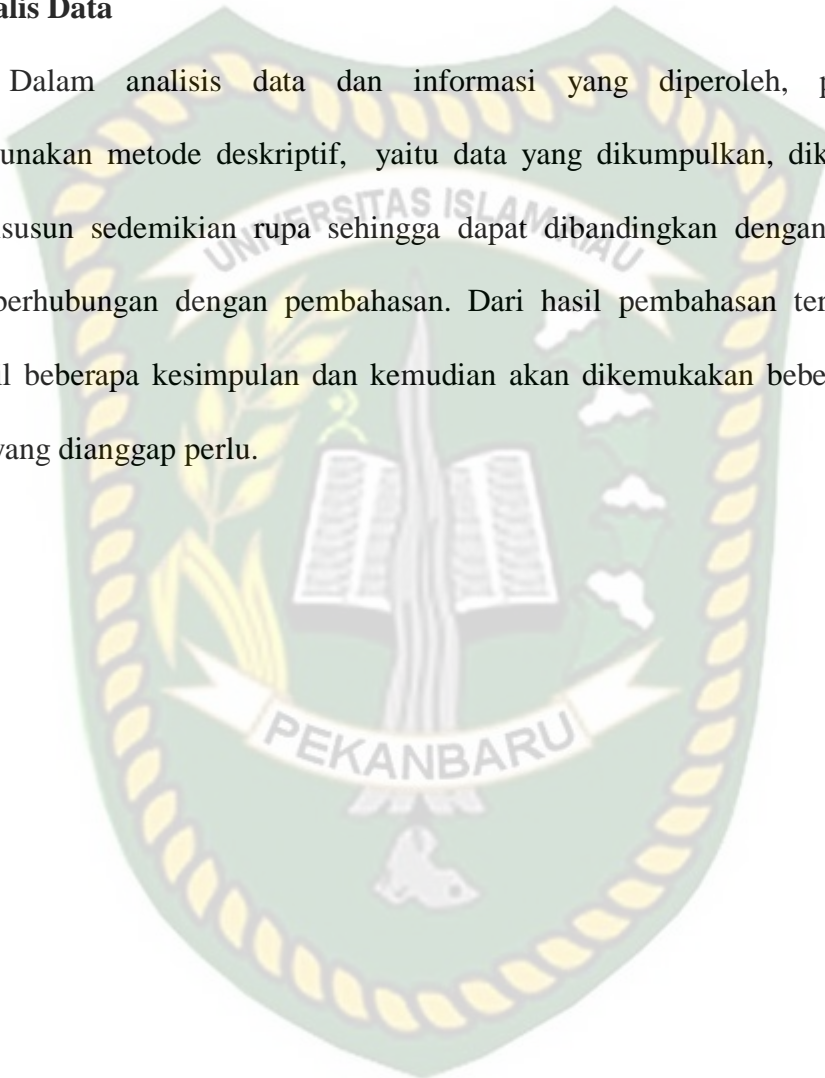 alis Data
Dalam analisis data dan informasi yang diperoleh, p
unakan metode deskriptif, yaitu data yang dikumpulkan, dik
susun sedemikian rupa sehingga dapat dibandingkan dengan
berhubungan dengan pembahasan. Dari hasil pembahasan ter
l beberapa kesimpulan dan kemudian akan dikemukakan bebe
yang dianggap perlu.
UNIVERSITAS ISLAM RIAU
PEKANBARU